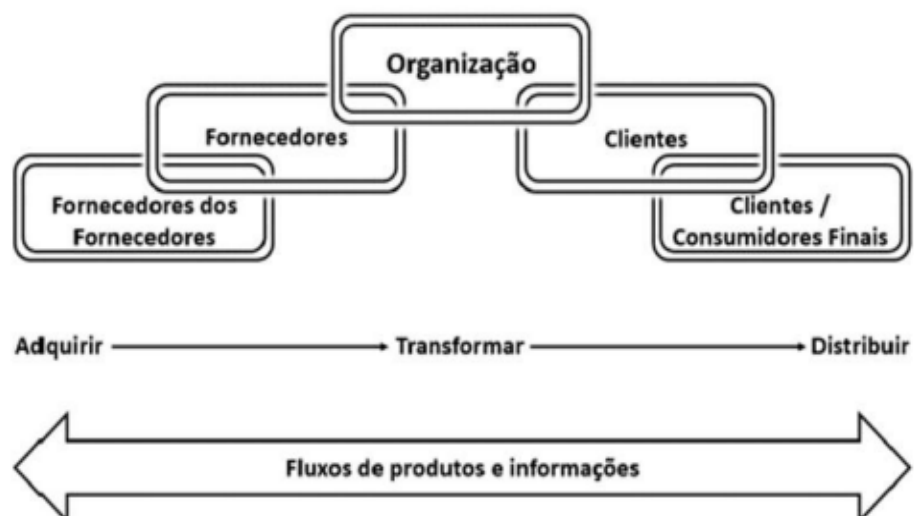 Organização
Fornecedores
Clientes
Fornecedores dos
Fornecedores
Clientes /
Consumidores Finais
Adquirir
Transformar
Distribuir
Fluxos de produtos e informações